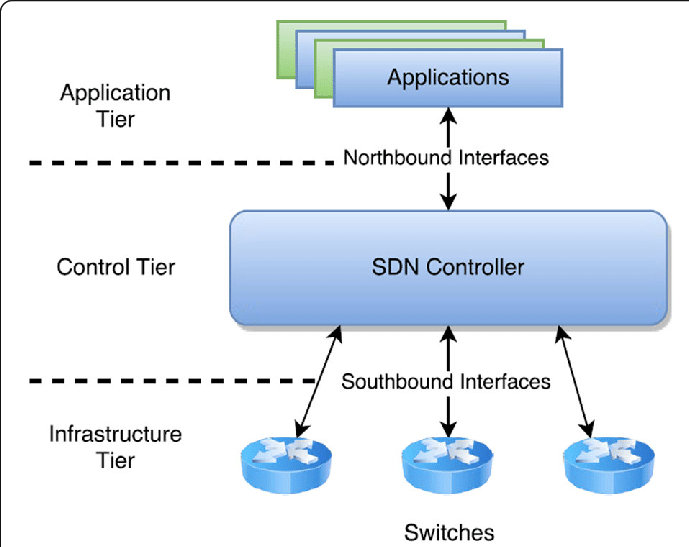 Applications
Application
Tier
Northbound Interfaces
Control Tier
SDN Controller
Southbound Interfaces
Infrastructure
Tier
Switches